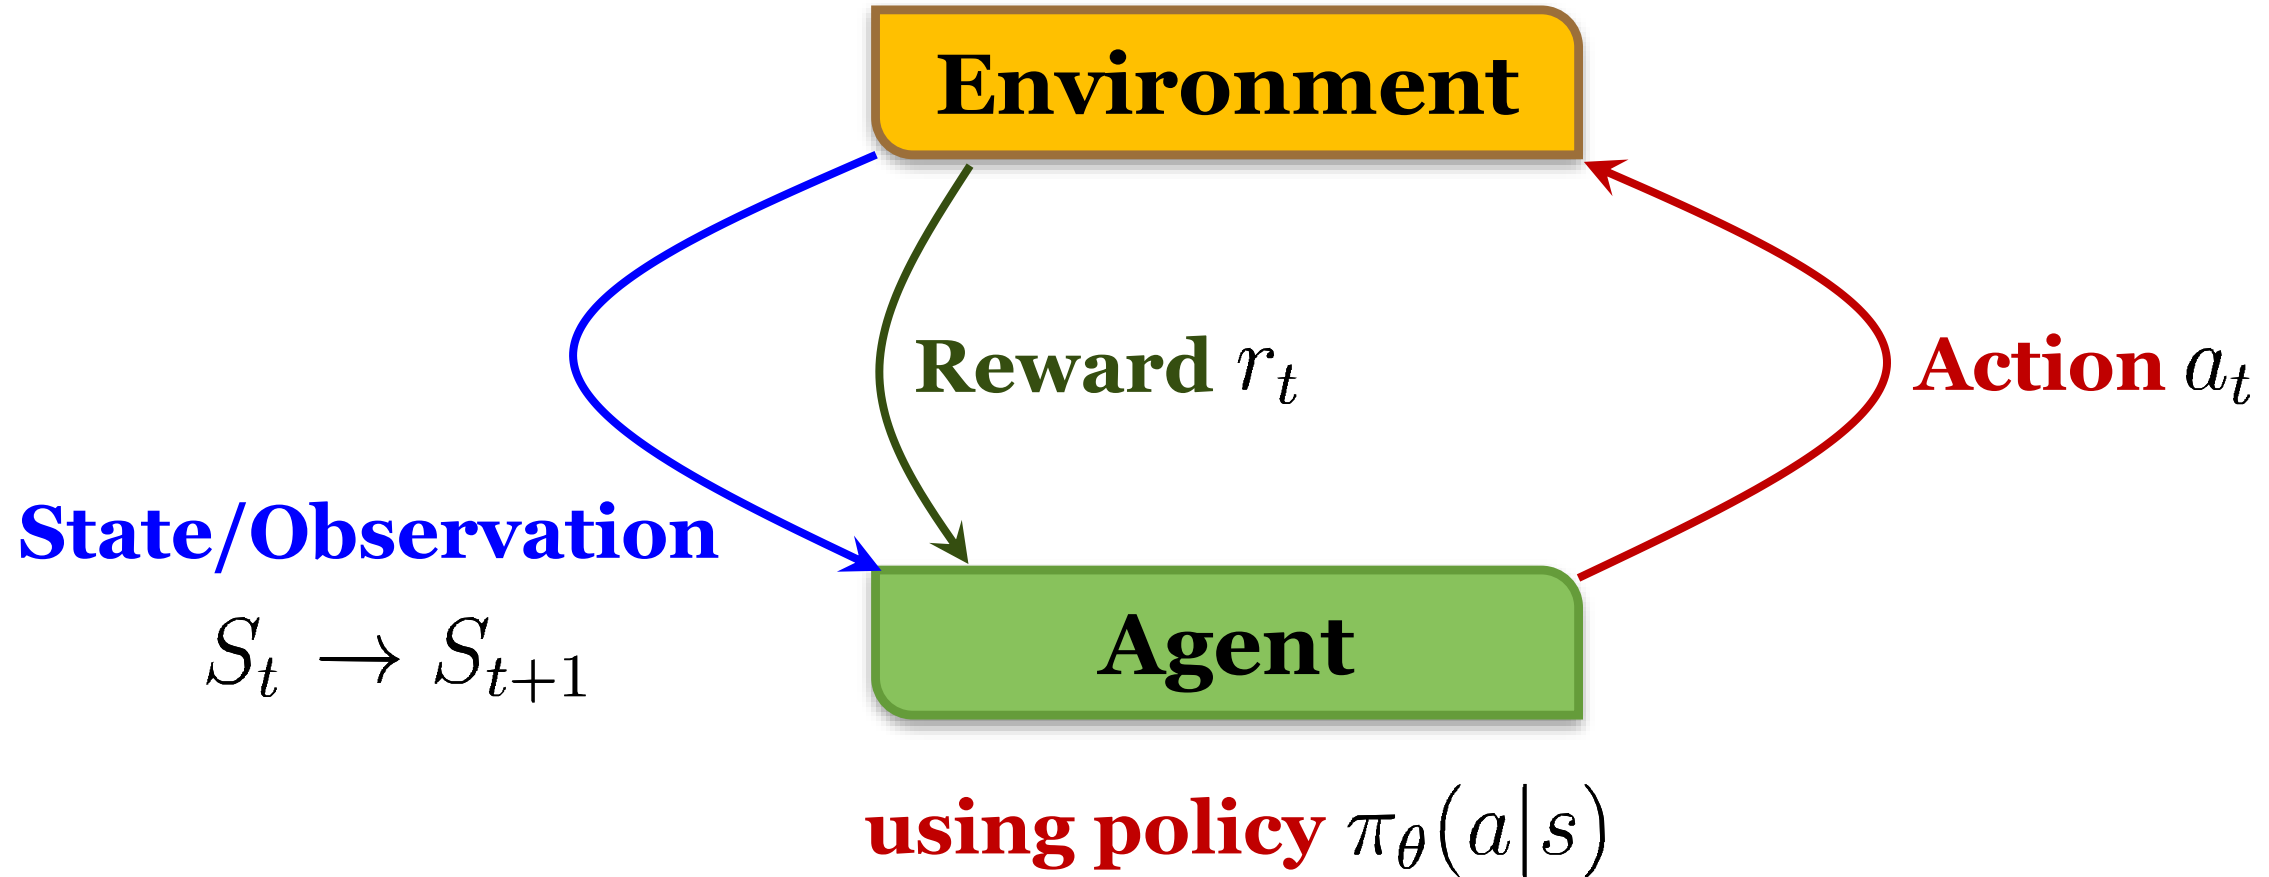 Environment
Reward r_t
Action a_t
State/Observation
S_t → S_{t+1}
Agent
using policy π_θ(a|s)